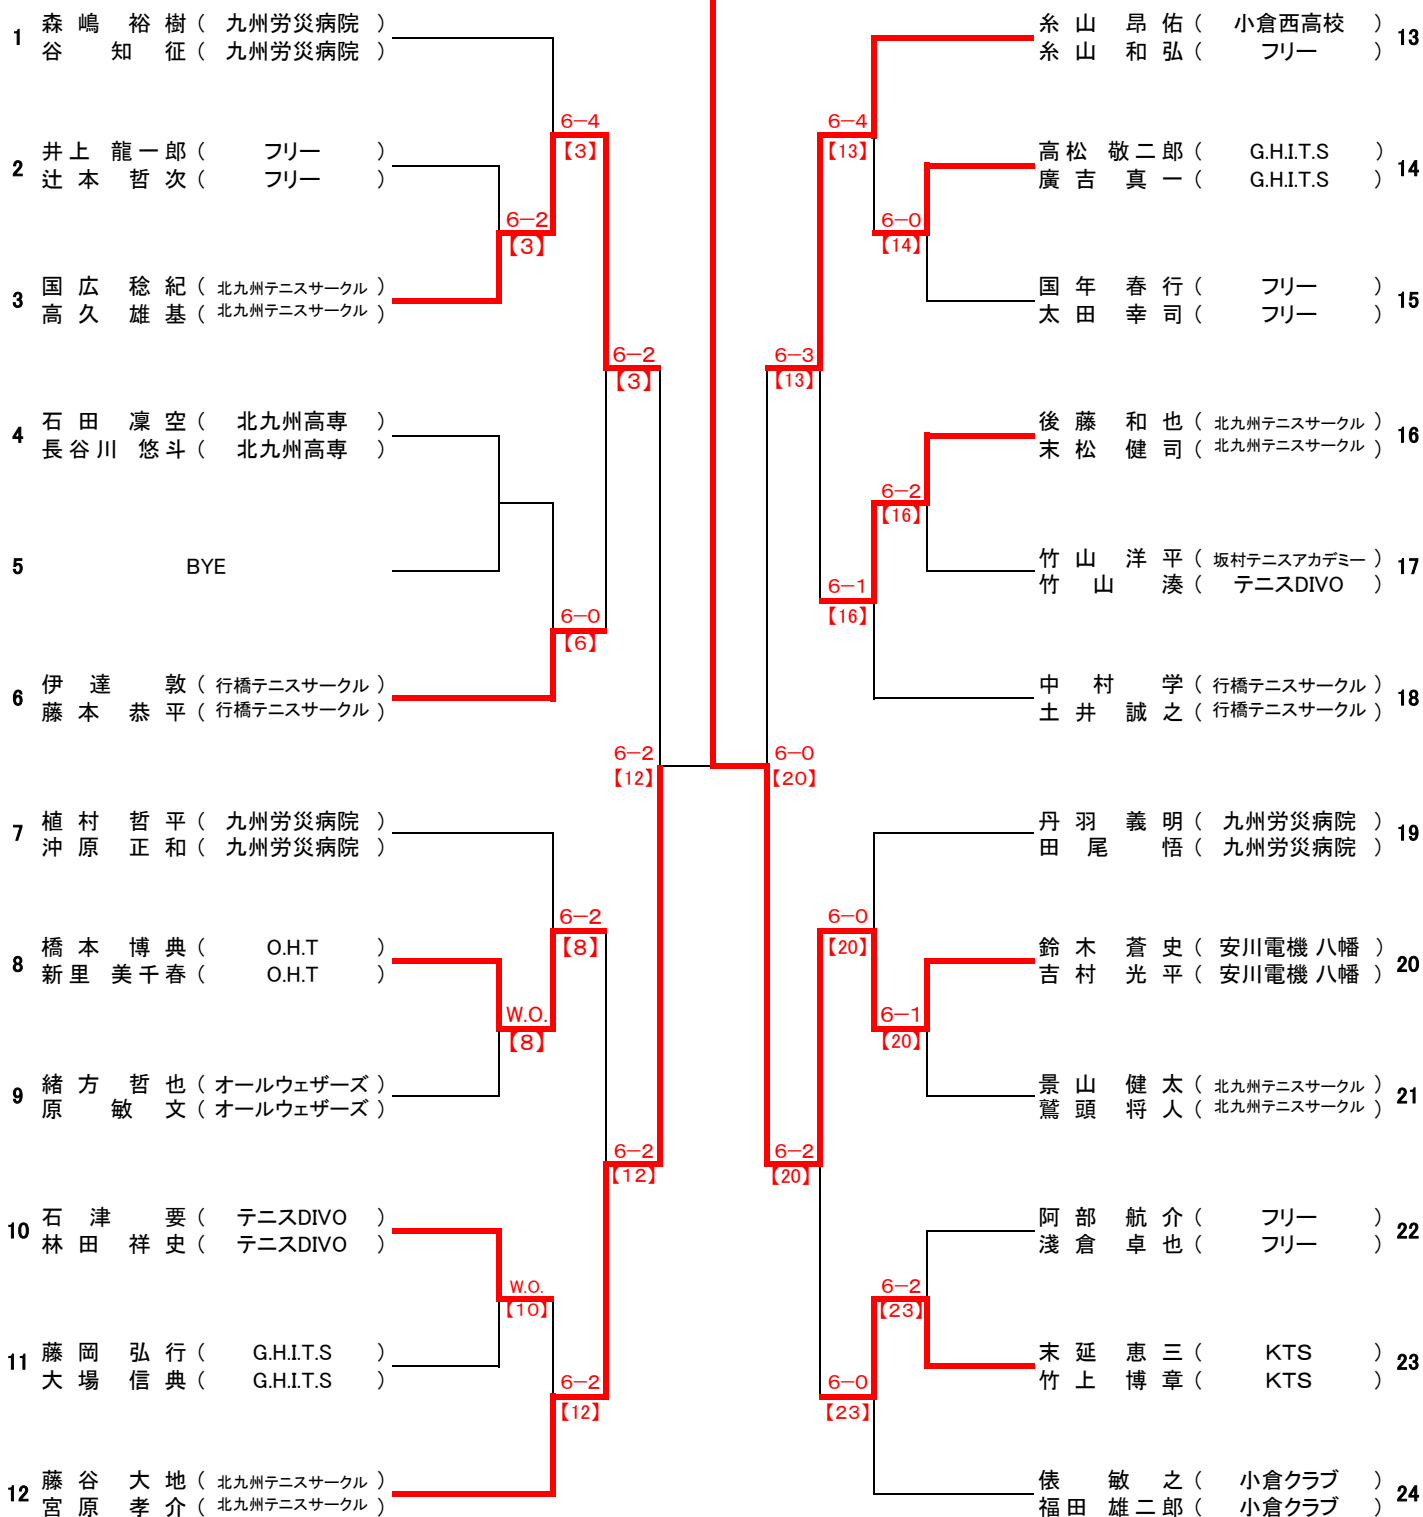 1 森嶋 裕樹 ( 九州労災病院 )
谷 知征 ( 九州労災病院 )
6-4
【3】
2 井上 龍一郎 ( フリー )
辻本 哲次 ( フリー )
6-2
【3】
3 国広 稔紀 ( 北九州テニスサークル )
高久 雄基 ( 北九州テニスサークル )
6-2
【3】
4 石田 凜空 ( 北九州高専 )
長谷川 悠斗 ( 北九州高専 )
5 BYE
6-0
【6】
6 伊達 敦 ( 行橋テニスサークル )
藤本 恭平 ( 行橋テニスサークル )
6-2
【12】
7 植村 哲平 ( 九州労災病院 )
沖原 正和 ( 九州労災病院 )
6-2
【8】
8 橋本 博典 ( O.H.T )
新里 美千春 ( O.H.T )
W.O.
【8】
9 緒方 哲也 ( オールウェザーズ )
原 敏文 ( オールウェザーズ )
6-2
【12】
10 石津 要 ( テニスDIVO )
林田 祥史 ( テニスDIVO )
W.O.
【10】
11 藤岡 弘行 ( G.H.I.T.S )
大場 信典 ( G.H.I.T.S )
6-2
【12】
12 藤谷 大地 ( 北九州テニスサークル )
宮原 孝介 ( 北九州テニスサークル )
糸山 昂佑 ( 小倉西高校 ) 13
糸山 和弘 ( フリー )
6-4
【13】
高松 敬二郎 ( G.H.I.T.S ) 14
廣吉 真一 ( G.H.I.T.S )
6-0
【14】
国年 春行 ( フリー ) 15
太田 幸司 ( フリー )
6-3
【13】
後藤 和也 ( 北九州テニスサークル ) 16
末松 健司 ( 北九州テニスサークル )
6-2
【16】
竹山 洋平 ( 坂村テニスアカデミー ) 17
竹山 湊 ( テニスDIVO )
6-1
【16】
中村 学 ( 行橋テニスサークル ) 18
土井 誠之 ( 行橋テニスサークル )
6-0
【20】
丹羽 義明 ( 九州労災病院 ) 19
田尾 悟 ( 九州労災病院 )
6-0
【20】
鈴木 蒼史 ( 安川電機 八幡 ) 20
吉村 光平 ( 安川電機 八幡 )
6-1
【20】
景山 健太 ( 北九州テニスサークル ) 21
鷲頭 将人 ( 北九州テニスサークル )
6-2
【20】
阿部 航介 ( フリー ) 22
淺倉 卓也 ( フリー )
6-2
【23】
末延 恵三 ( KTS ) 23
竹上 博章 ( KTS )
6-0
【23】
俵 敏之 ( 小倉クラブ ) 24
福田 雄二郎 ( 小倉クラブ )